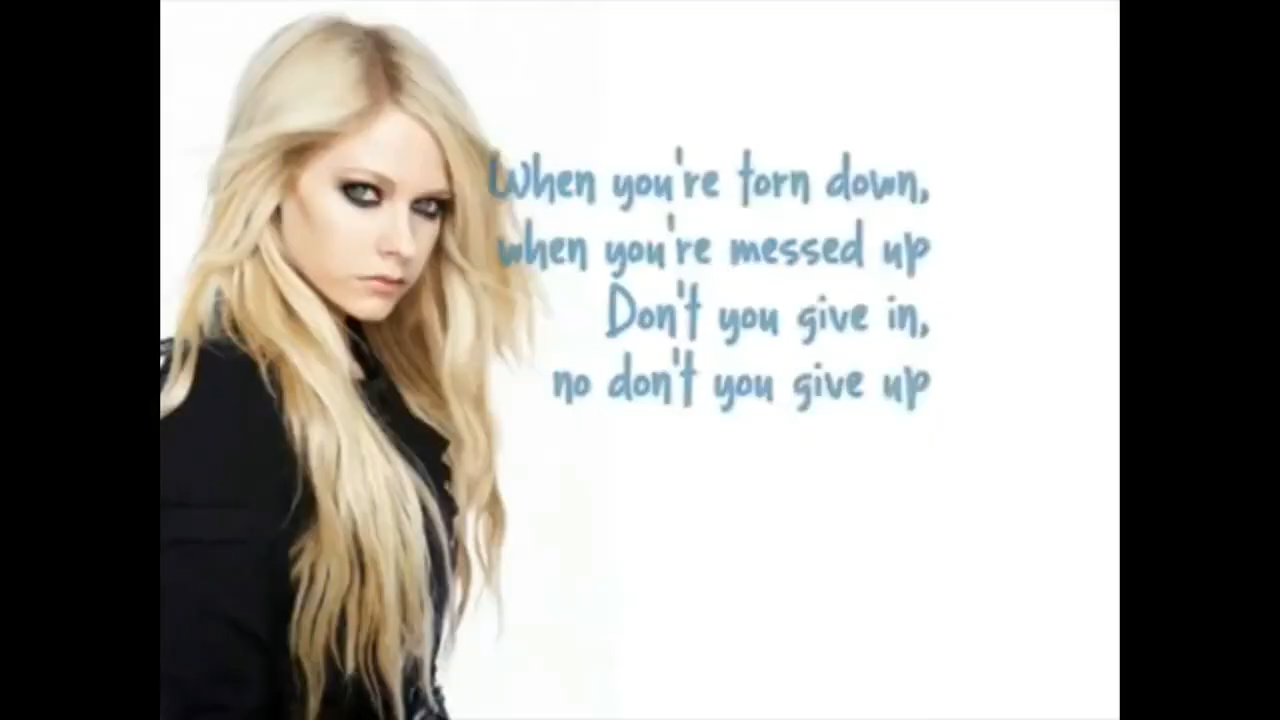 When you're torn down,
when you're messed up
Don't you give in,
no don't you give up